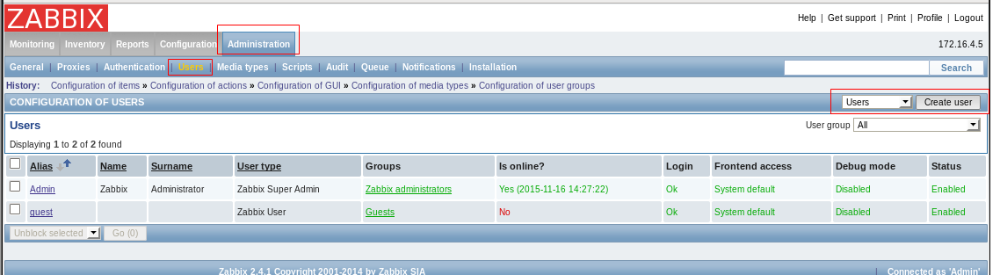 ZABBIX
Help | Get support | Print | Profile | Logout
Monitoring Inventory Reports Configuration Administration
172.16.4.5
General | Proxies | Authentication | Users | Media types | Scripts | Audit | Queue | Notifications | Installation
Search
History: Configuration of items » Configuration of actions » Configuration of GUI » Configuration of media types » Configuration of user groups
CONFIGURATION OF USERS Users Create user
Users User group All
Displaying 1 to 2 of 2 found
Alias Name Surname User type Groups Is online? Login Frontend access Debug mode Status
Admin Zabbix Administrator Zabbix Super Admin Zabbix administrators Yes (2015-11-16 14:27:22) Ok System default Disabled Enabled
guest Zabbix User Guests No Ok System default Disabled Enabled
Unblock selected Go (0)
Zabbix 2.4.1 Copyright 2001-2014 by Zabbix SIA | Connected as 'Admin'